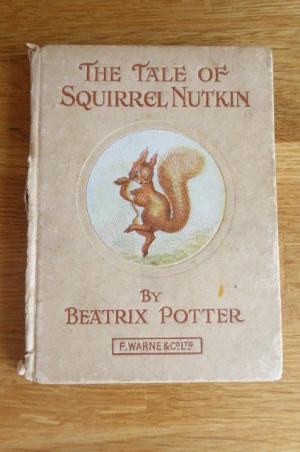 THE TALE OF
SQUIRREL NUTKIN
BY
BEATRIX POTTER
F. WARNE & CO LTD